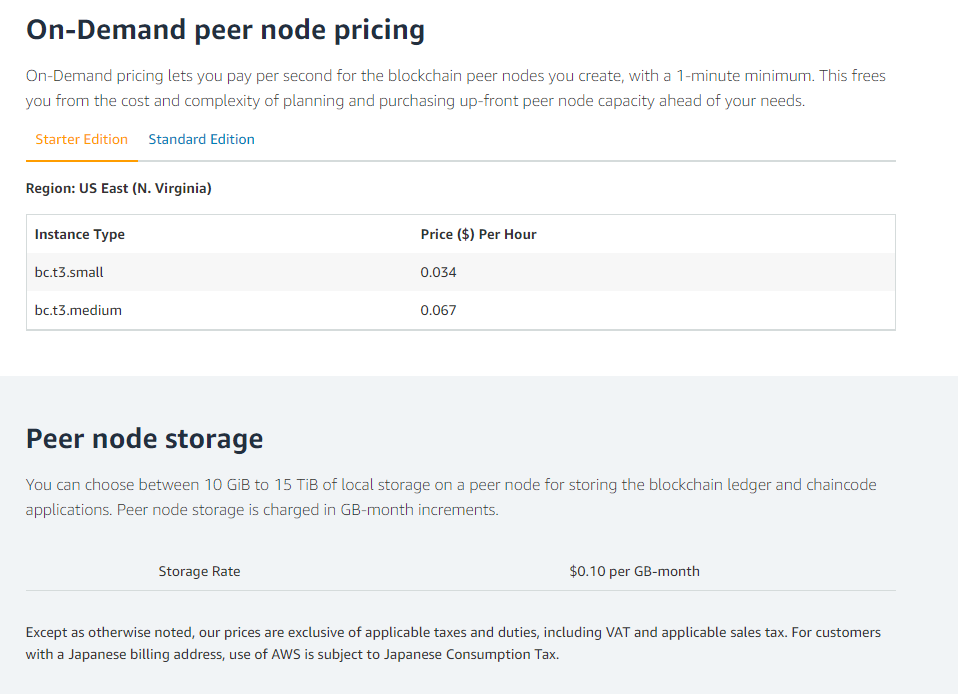 On-Demand peer node pricing
On-Demand pricing lets you pay per second for the blockchain peer nodes you create, with a 1-minute minimum. This frees
you from the cost and complexity of planning and purchasing up-front peer node capacity ahead of your needs.
Starter Edition Standard Edition
Region: US East (N. Virginia)
Instance Type Price ($) Per Hour
bc.t3.small 0.034
bc.t3.medium 0.067
Peer node storage
You can choose between 10 GiB to 15 TiB of local storage on a peer node for storing the blockchain ledger and chaincode
applications. Peer node storage is charged in GB-month increments.
Storage Rate $0.10 per GB-month
Except as otherwise noted, our prices are exclusive of applicable taxes and duties, including VAT and applicable sales tax. For customers
with a Japanese billing address, use of AWS is subject to Japanese Consumption Tax.